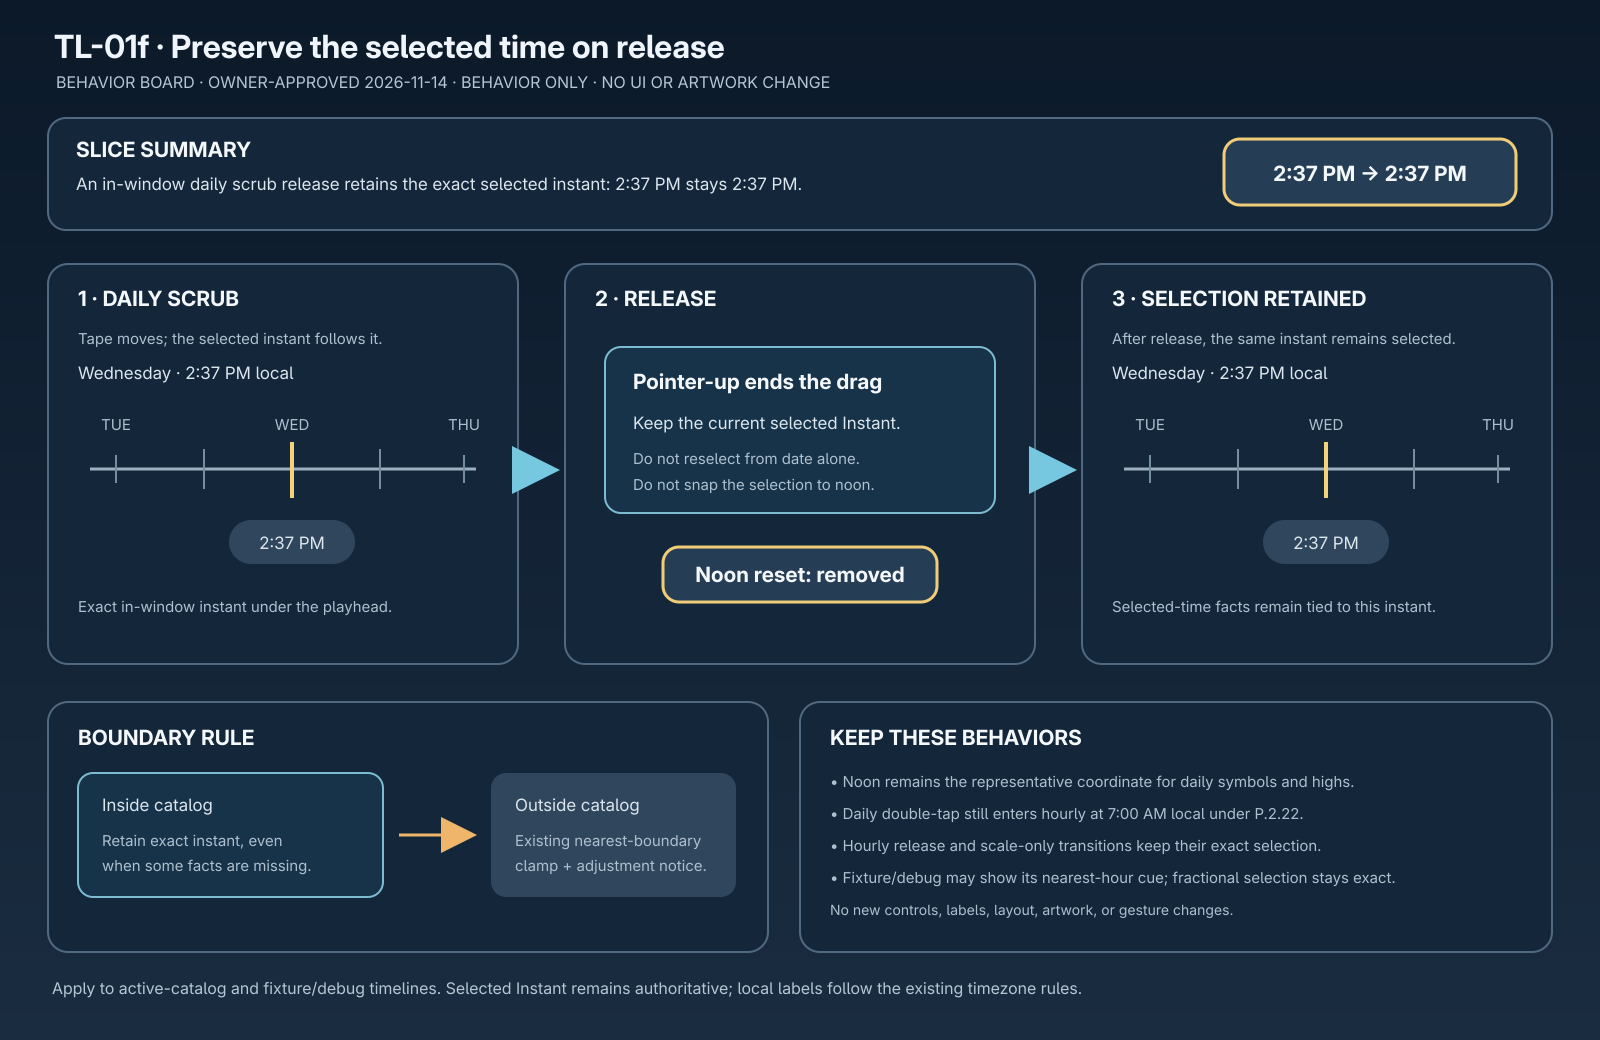 TL-01f · Preserve the selected time on release
BEHAVIOR BOARD · OWNER-APPROVED 2026-11-14 · BEHAVIOR ONLY · NO UI OR ARTWORK CHANGE
SLICE SUMMARY
An in-window daily scrub release retains the exact selected instant: 2:37 PM stays 2:37 PM.
2:37 PM → 2:37 PM
1 · DAILY SCRUB
Tape moves; the selected instant follows it.
Wednesday · 2:37 PM local
TUE WED THU
2:37 PM
Exact in-window instant under the playhead.
2 · RELEASE
Pointer-up ends the drag
Keep the current selected Instant.
Do not reselect from date alone.
Do not snap the selection to noon.
Noon reset: removed
3 · SELECTION RETAINED
After release, the same instant remains selected.
Wednesday · 2:37 PM local
TUE WED THU
2:37 PM
Selected-time facts remain tied to this instant.
BOUNDARY RULE
Inside catalog
Retain exact instant, even
when some facts are missing.
Outside catalog
Existing nearest-boundary
clamp + adjustment notice.
KEEP THESE BEHAVIORS
• Noon remains the representative coordinate for daily symbols and highs.
• Daily double-tap still enters hourly at 7:00 AM local under P.2.22.
• Hourly release and scale-only transitions keep their exact selection.
• Fixture/debug may show its nearest-hour cue; fractional selection stays exact.
No new controls, labels, layout, artwork, or gesture changes.
Apply to active-catalog and fixture/debug timelines. Selected Instant remains authoritative; local labels follow the existing timezone rules.